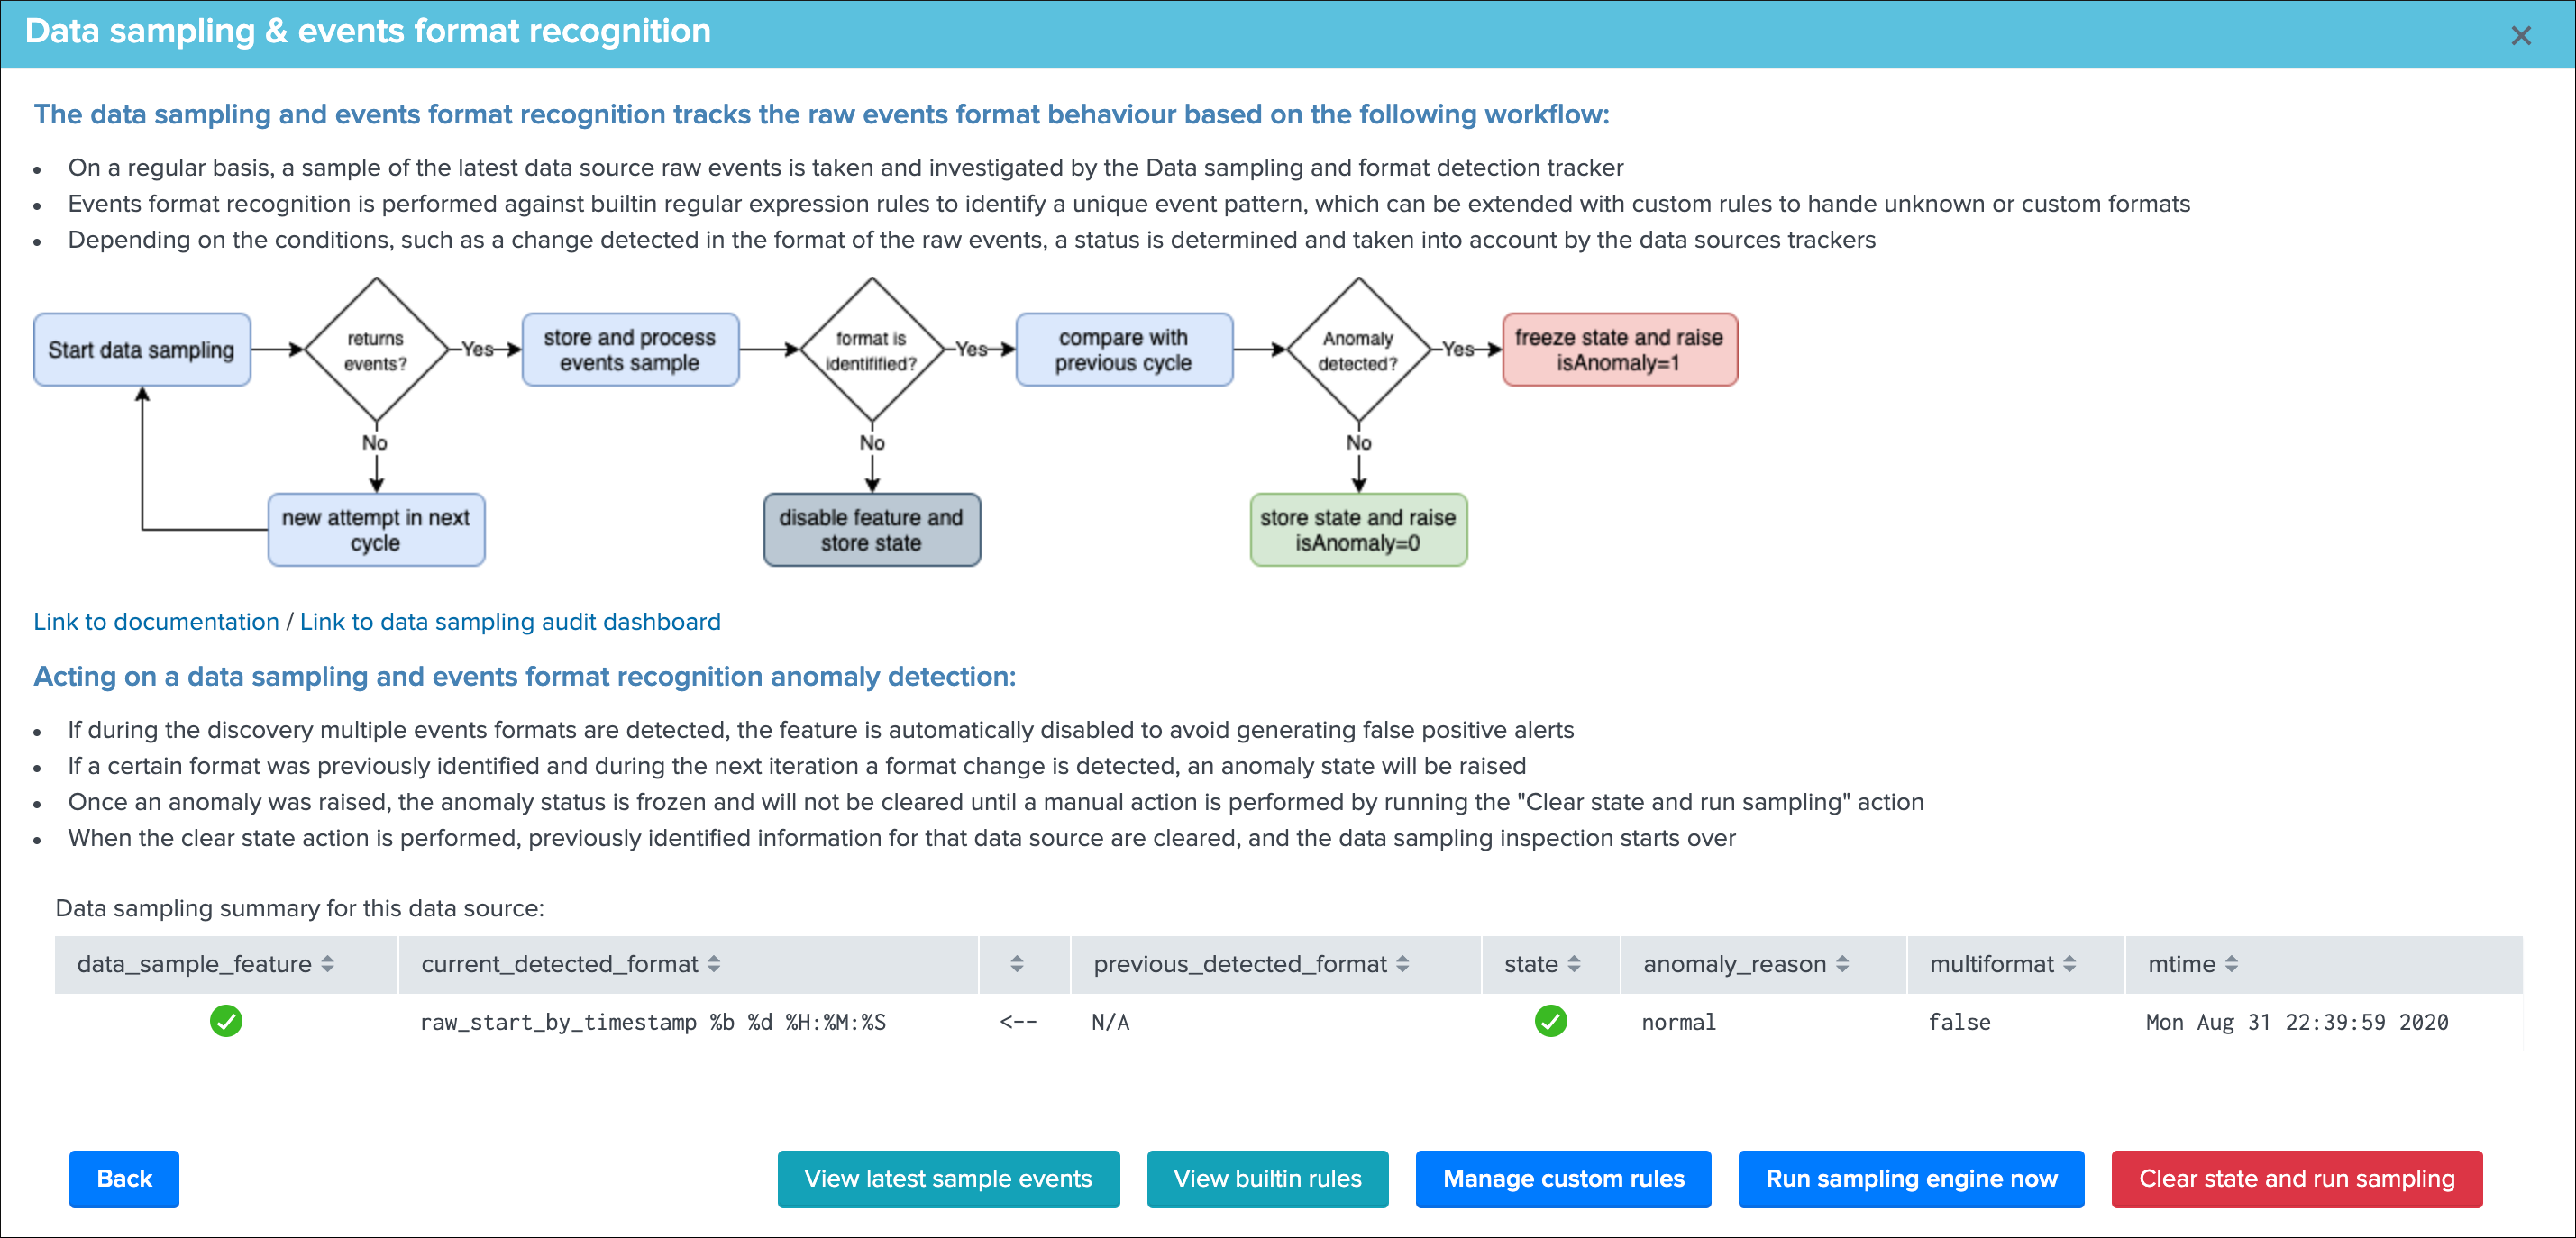 Data sampling & events format recognition
The data sampling and events format recognition tracks the raw events format behaviour based on the following workflow:
On a regular basis, a sample of the latest data source raw events is taken and investigated by the Data sampling and format detection tracker
Events format recognition is performed against builtin regular expression rules to identify a unique event pattern, which can be extended with custom rules to hande unknown or custom formats
Depending on the conditions, such as a change detected in the format of the raw events, a status is determined and taken into account by the data sources trackers
Start data sampling
returns
events?
Yes
store and process
events sample
format is
identifified?
Yes
compare with
previous cycle
Anomaly
detected?
Yes
freeze state and raise
isAnomaly=1
No
No
No
new attempt in next
cycle
disable feature and
store state
store state and raise
isAnomaly=0
Link to documentation / Link to data sampling audit dashboard
Acting on a data sampling and events format recognition anomaly detection:
If during the discovery multiple events formats are detected, the feature is automatically disabled to avoid generating false positive alerts
If a certain format was previously identified and during the next iteration a format change is detected, an anomaly state will be raised
Once an anomaly was raised, the anomaly status is frozen and will not be cleared until a manual action is performed by running the "Clear state and run sampling" action
When the clear state action is performed, previously identified information for that data source are cleared, and the data sampling inspection starts over
Data sampling summary for this data source:
data_sample_feature current_detected_format previous_detected_format state anomaly_reason multiformat mtime
raw_start_by_timestamp %b %d %H:%M:%S <-- N/A normal false Mon Aug 31 22:39:59 2020
Back View latest sample events View builtin rules Manage custom rules Run sampling engine now Clear state and run sampling